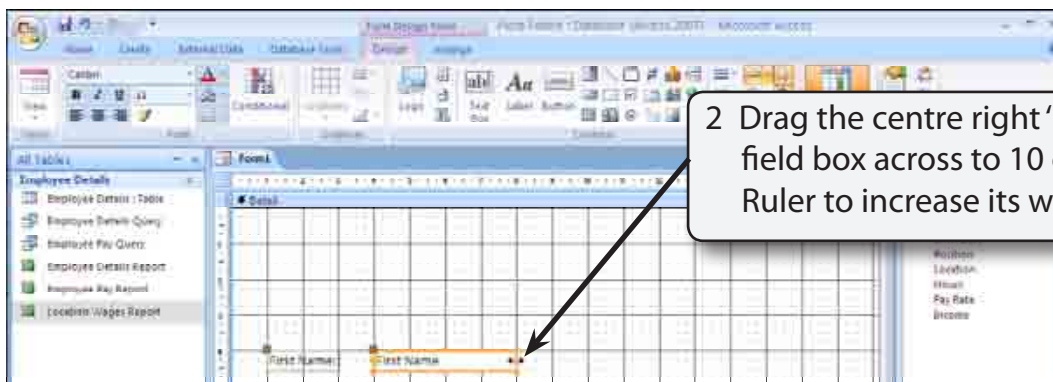 Form Design Tools
Microsoft Access
Home Create External Data Database Tools Design Arrange
Calibri
Conditional
Logo Text Box Label Button
2 Drag the centre right ‘
field box across to 10
Ruler to increase its w
All Tables
Form1
Employee Details
Detail
Employee Details : Table
Employee Details Query
Employee Pay Query
Employee Details Report
Employee Pay Report
Location Wages Report
Position
Location
Hours
Pay Rate
Income
First Name: First Name